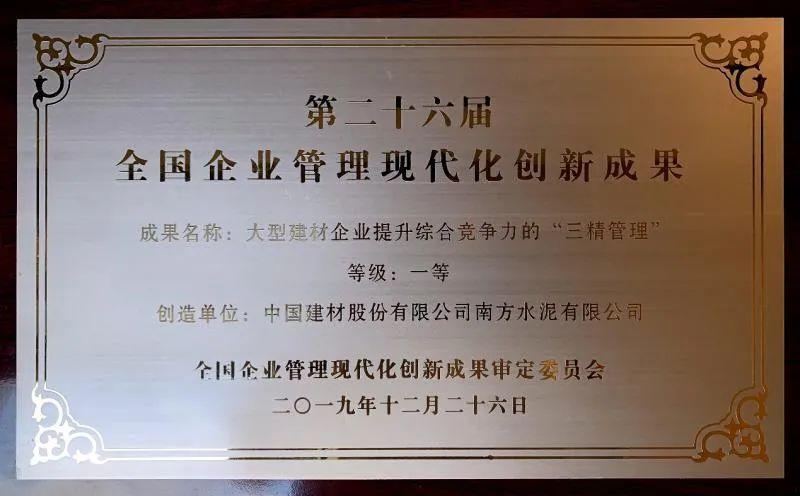 第二十六届
全国企业管理现代化创新成果
成果名称：大型建材企业提升综合竞争力的“三精管理”
等级：一等
创造单位：中国建材股份有限公司南方水泥有限公司
全国企业管理现代化创新成果审定委员会
二〇一九年十二月二十六日